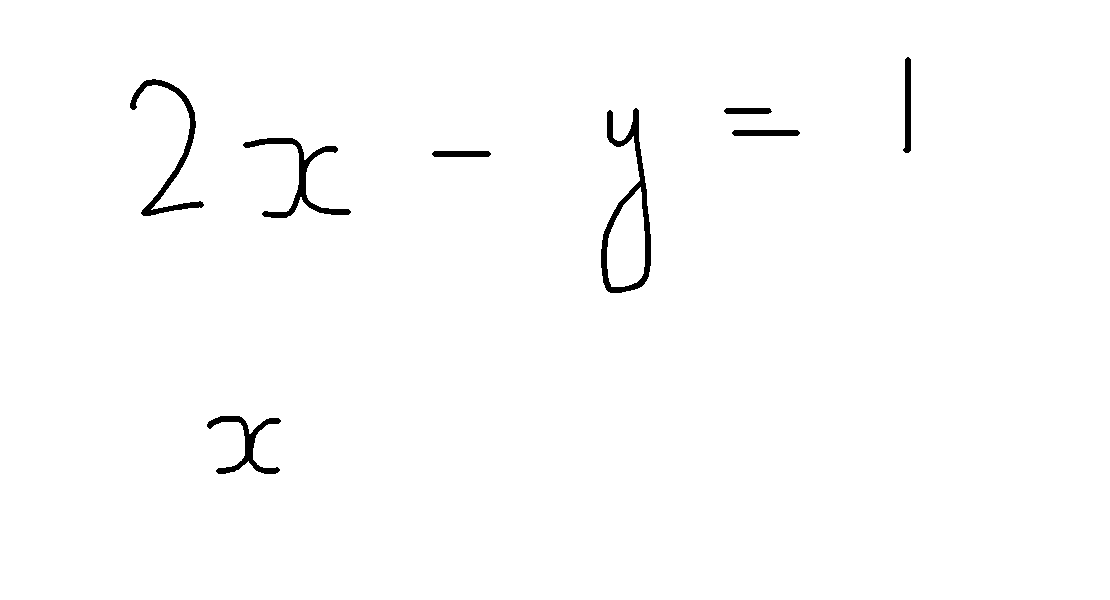 2x - y = 1
x